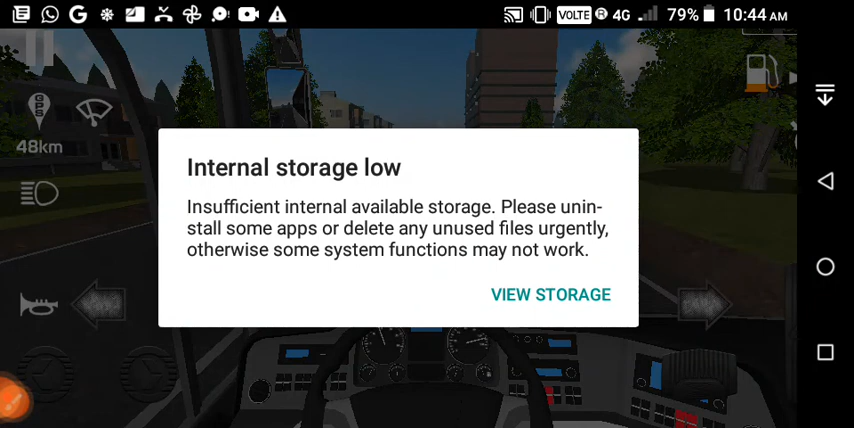 VOLTE R 4G 79% 10:44 AM
GPS
48km
Internal storage low
Insufficient internal available storage. Please unin-
stall some apps or delete any unused files urgently,
otherwise some system functions may not work.
VIEW STORAGE